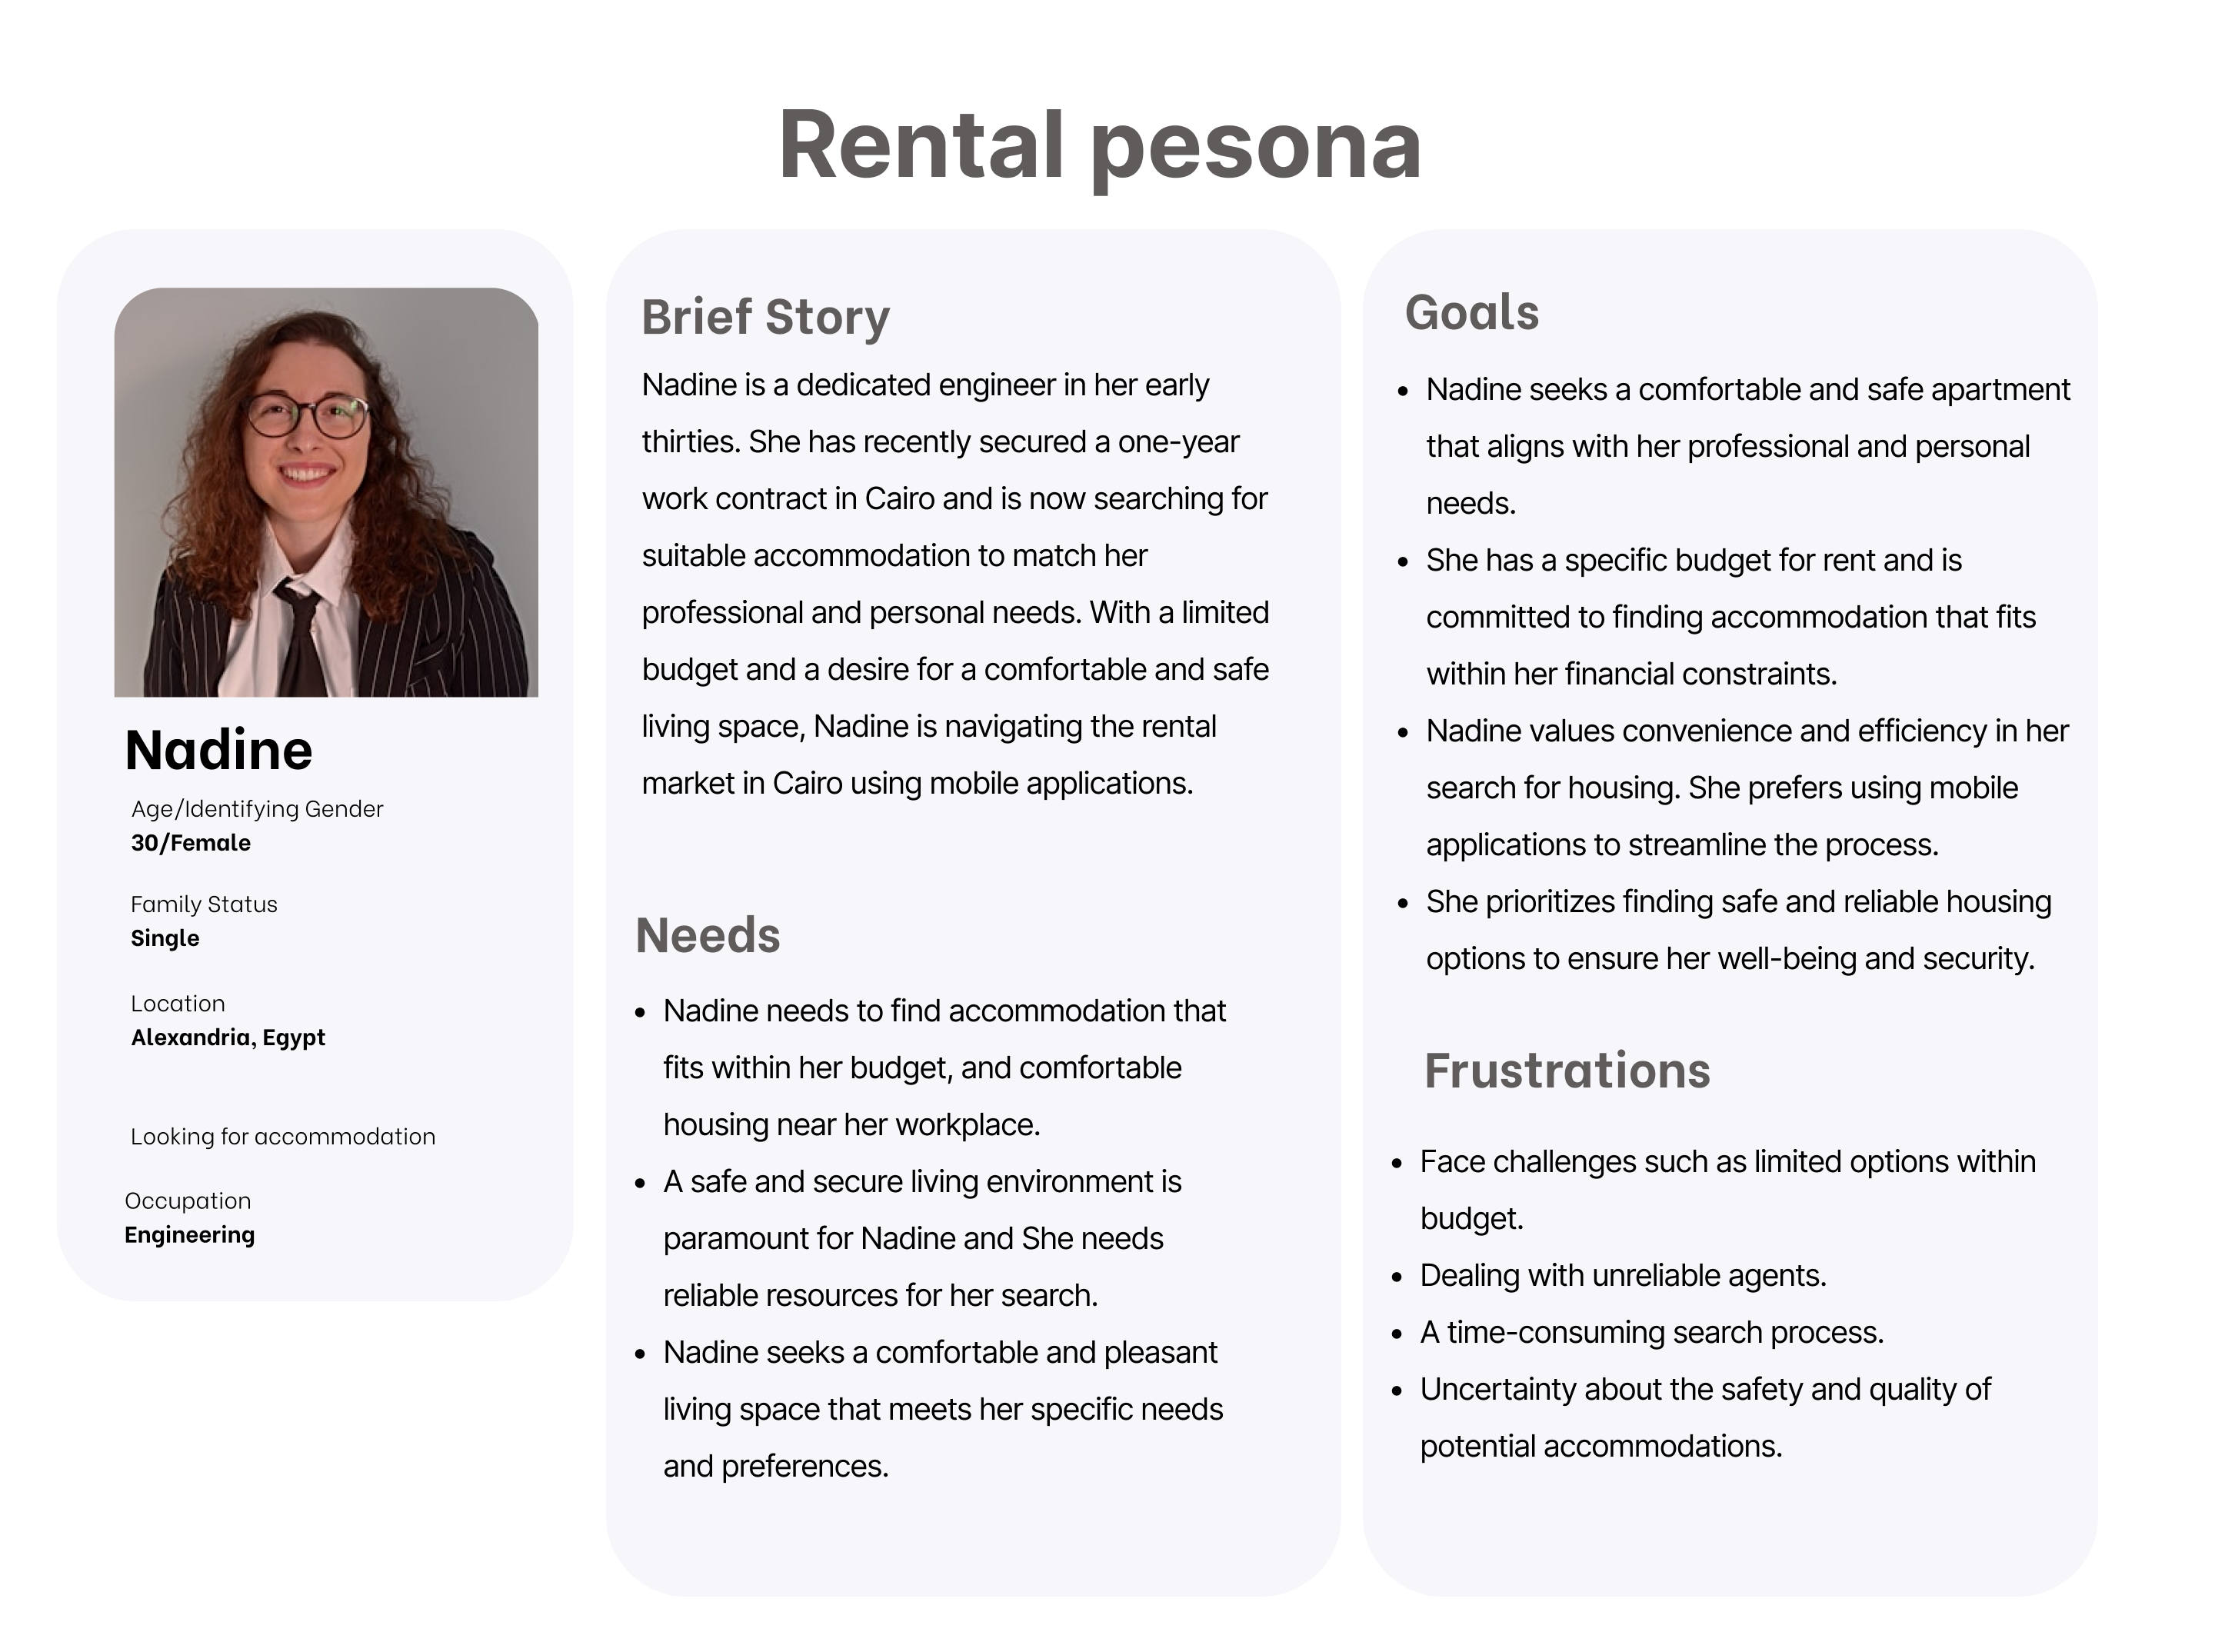 Rental pesona
Nadine
Age/Identifying Gender
30/Female
Family Status
Single
Location
Alexandria, Egypt
Looking for accommodation
Occupation
Engineering
Brief Story
Nadine is a dedicated engineer in her early
thirties. She has recently secured a one-year
work contract in Cairo and is now searching for
suitable accommodation to match her
professional and personal needs. With a limited
budget and a desire for a comfortable and safe
living space, Nadine is navigating the rental
market in Cairo using mobile applications.
Needs
• Nadine needs to find accommodation that
fits within her budget, and comfortable
housing near her workplace.
• A safe and secure living environment is
paramount for Nadine and She needs
reliable resources for her search.
• Nadine seeks a comfortable and pleasant
living space that meets her specific needs
and preferences.
Goals
• Nadine seeks a comfortable and safe apartment
that aligns with her professional and personal
needs.
• She has a specific budget for rent and is
committed to finding accommodation that fits
within her financial constraints.
• Nadine values convenience and efficiency in her
search for housing. She prefers using mobile
applications to streamline the process.
• She prioritizes finding safe and reliable housing
options to ensure her well-being and security.
Frustrations
• Face challenges such as limited options within
budget.
• Dealing with unreliable agents.
• A time-consuming search process.
• Uncertainty about the safety and quality of
potential accommodations.